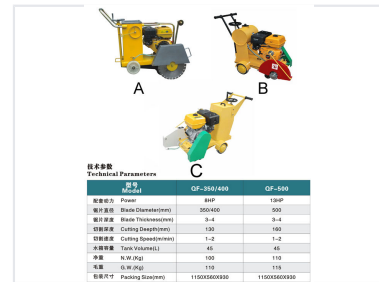 A
B
C
技术参数
Technical Parameters
型号 Model QF-350/400 QF-500
配套动力 Power 8HP 13HP
锯片直径 Blade Diameter(mm) 350/400 500
锯片深度 Blade Thickness(mm) 3-4 3-4
切割深度 Cutting Deepth(mm) 130 160
切割速度 Cutting Speed(m/min) 1-2 1-2
水箱容量 Tank Volume(L) 45 45
净重 N.W.(Kg) 100 110
毛重 G.W.(Kg) 110 115
包装尺寸 Packing Size(mm) 1150X560X930 1150X560X930